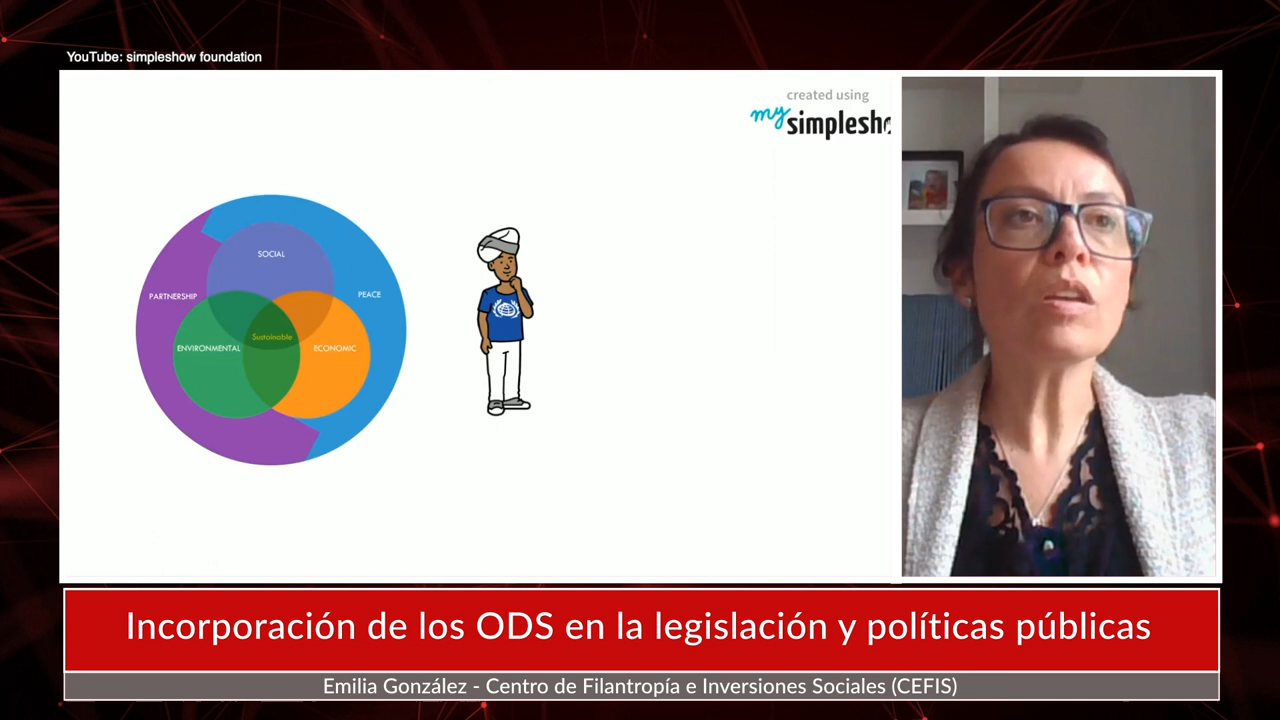 YouTube: simpleshow foundation
created using
my simplesho
SOCIAL
PARTNERSHIP
PEACE
Sustainable
ENVIRONMENTAL
ECONOMIC
Incorporación de los ODS en la legislación y políticas públicas
Emilia González - Centro de Filantropía e Inversiones Sociales (CEFIS)